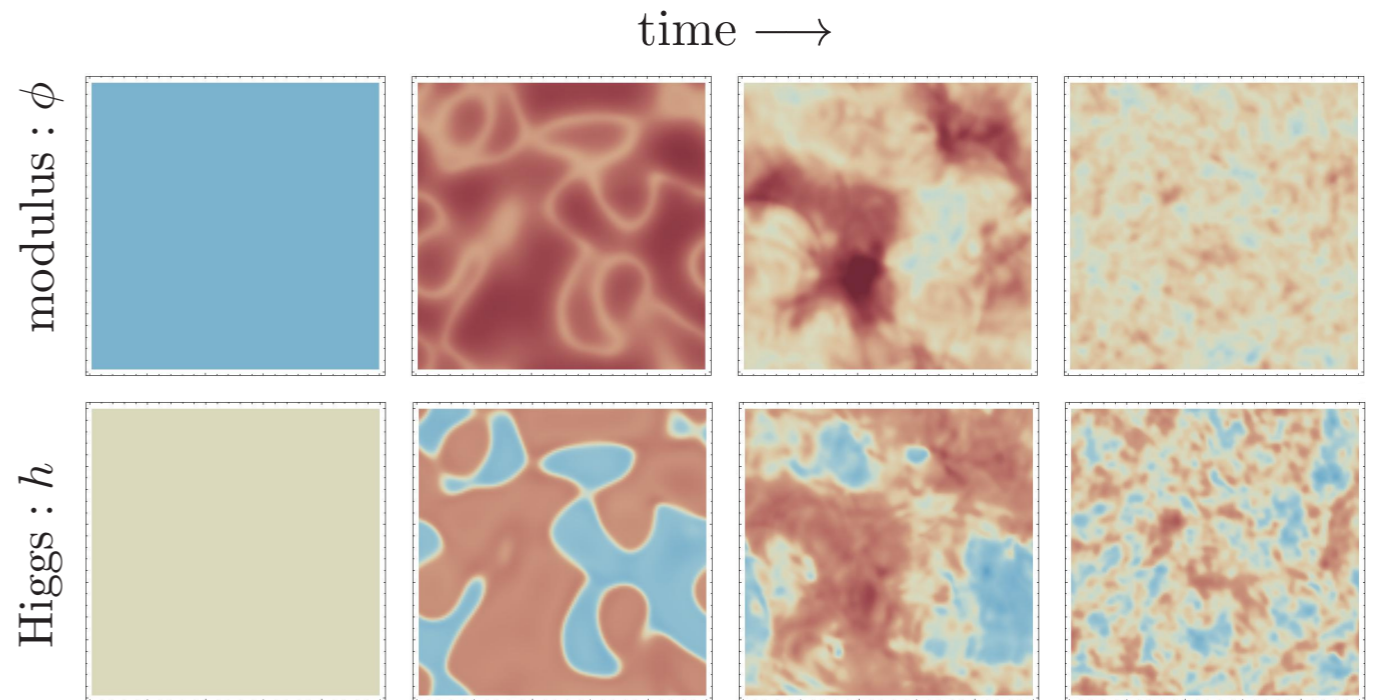 time ⟶
modulus : ϕ
Higgs : h